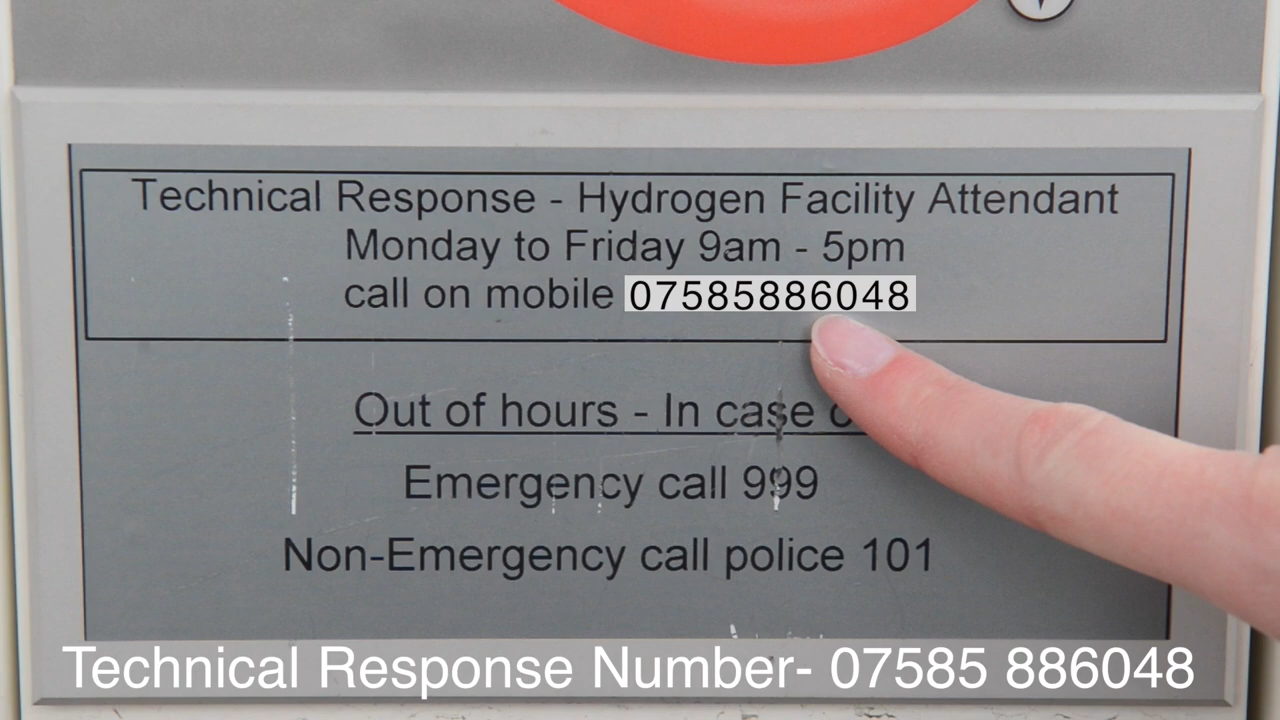 Technical Response - Hydrogen Facility Attendant
Monday to Friday 9am - 5pm
call on mobile 07585886048
Out of hours - In case
Emergency call 999
Non-Emergency call police 101
Technical Response Number- 07585 886048